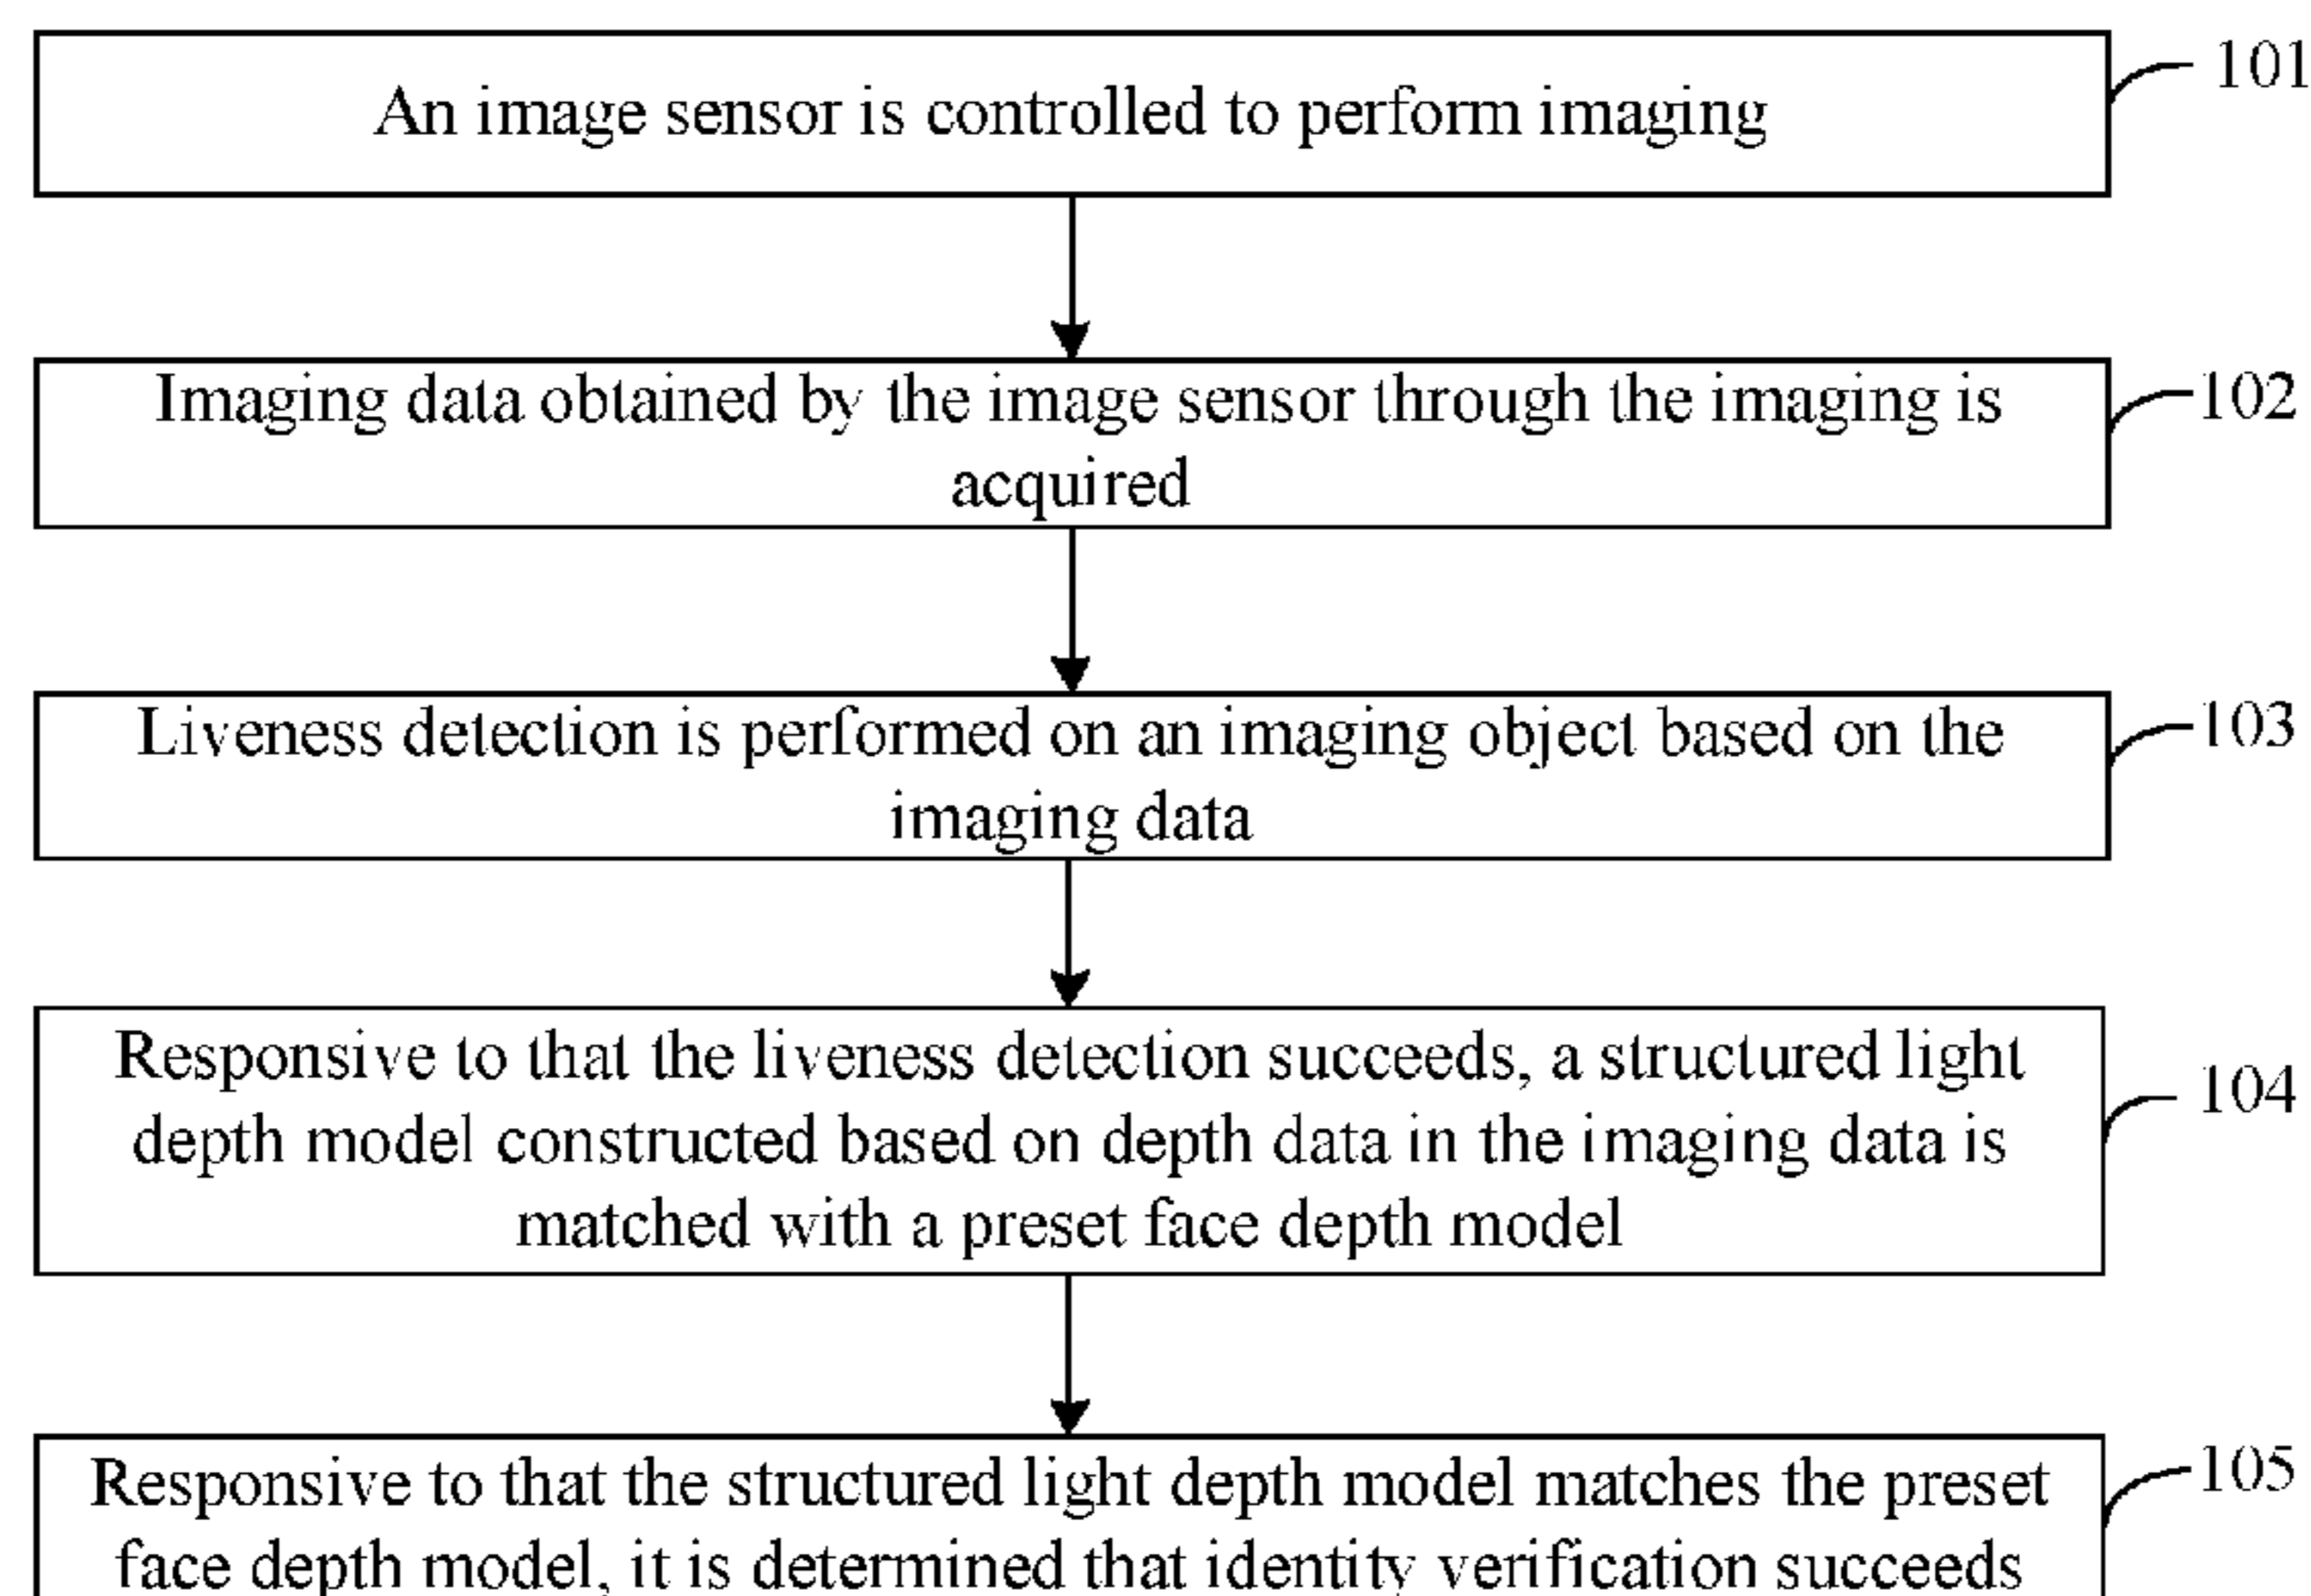 An image sensor is controlled to perform imaging
101
Imaging data obtained by the image sensor through the imaging is
acquired
102
Liveness detection is performed on an imaging object based on the
imaging data
103
Responsive to that the liveness detection succeeds, a structured light
depth model constructed based on depth data in the imaging data is
matched with a preset face depth model
104
Responsive to that the structured light depth model matches the preset
face depth model, it is determined that identity verification succeeds
105